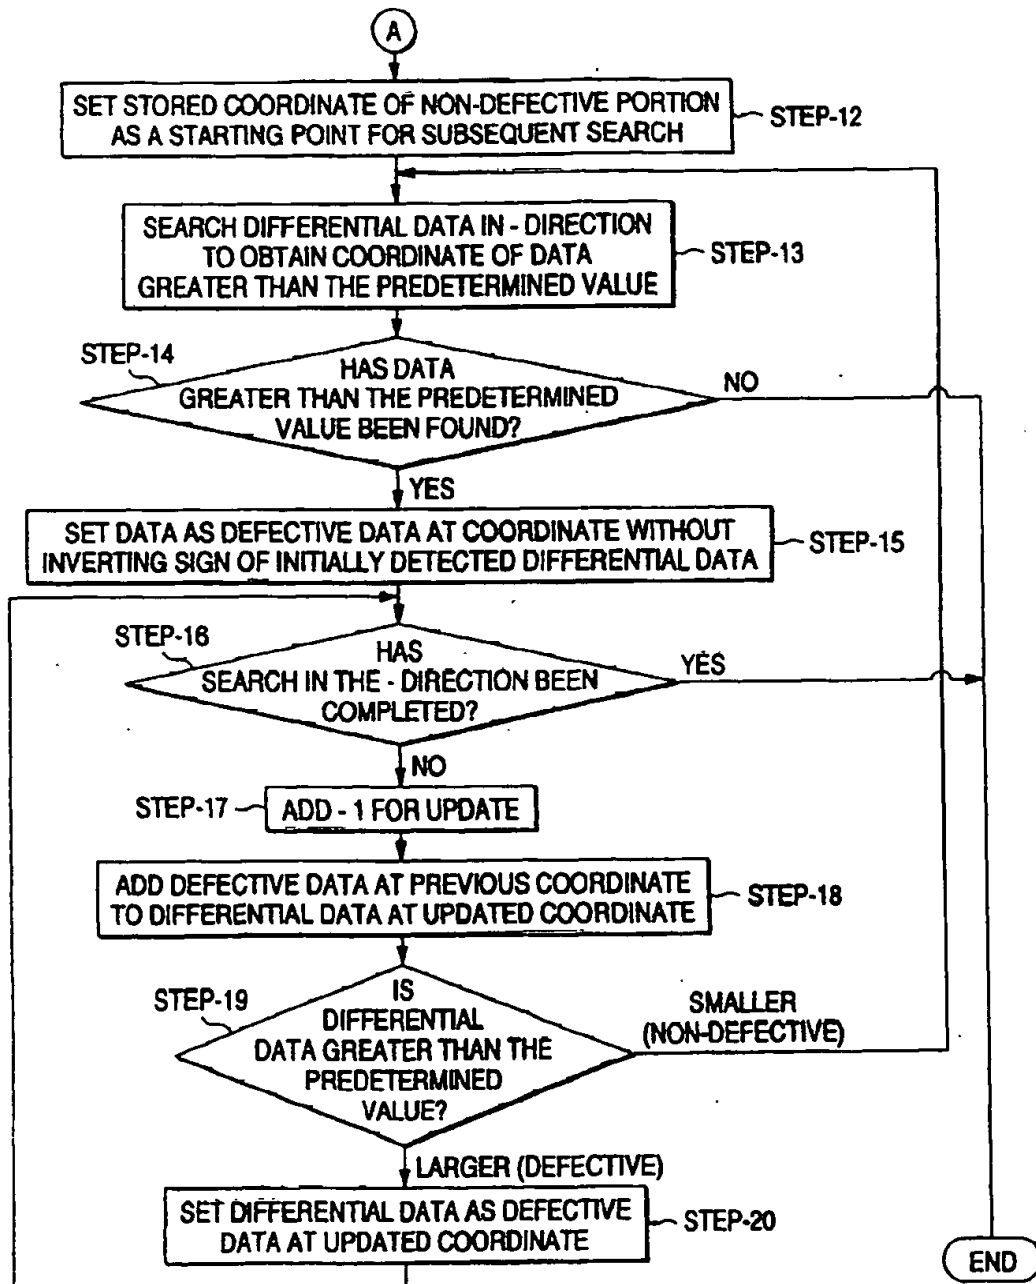 A
SET STORED COORDINATE OF NON-DEFECTIVE PORTION
AS A STARTING POINT FOR SUBSEQUENT SEARCH
STEP-12
SEARCH DIFFERENTIAL DATA IN - DIRECTION
TO OBTAIN COORDINATE OF DATA
GREATER THAN THE PREDETERMINED VALUE
STEP-13
STEP-14
HAS DATA
GREATER THAN THE PREDETERMINED
VALUE BEEN FOUND?
NO
YES
SET DATA AS DEFECTIVE DATA AT COORDINATE WITHOUT
INVERTING SIGN OF INITIALLY DETECTED DIFFERENTIAL DATA
STEP-15
STEP-16
HAS
SEARCH IN THE - DIRECTION BEEN
COMPLETED?
YES
NO
STEP-17
ADD - 1 FOR UPDATE
ADD DEFECTIVE DATA AT PREVIOUS COORDINATE
TO DIFFERENTIAL DATA AT UPDATED COORDINATE
STEP-18
STEP-19
IS
DIFFERENTIAL
DATA GREATER THAN THE
PREDETERMINED
VALUE?
SMALLER
(NON-DEFECTIVE)
LARGER (DEFECTIVE)
SET DIFFERENTIAL DATA AS DEFECTIVE
DATA AT UPDATED COORDINATE
STEP-20
END